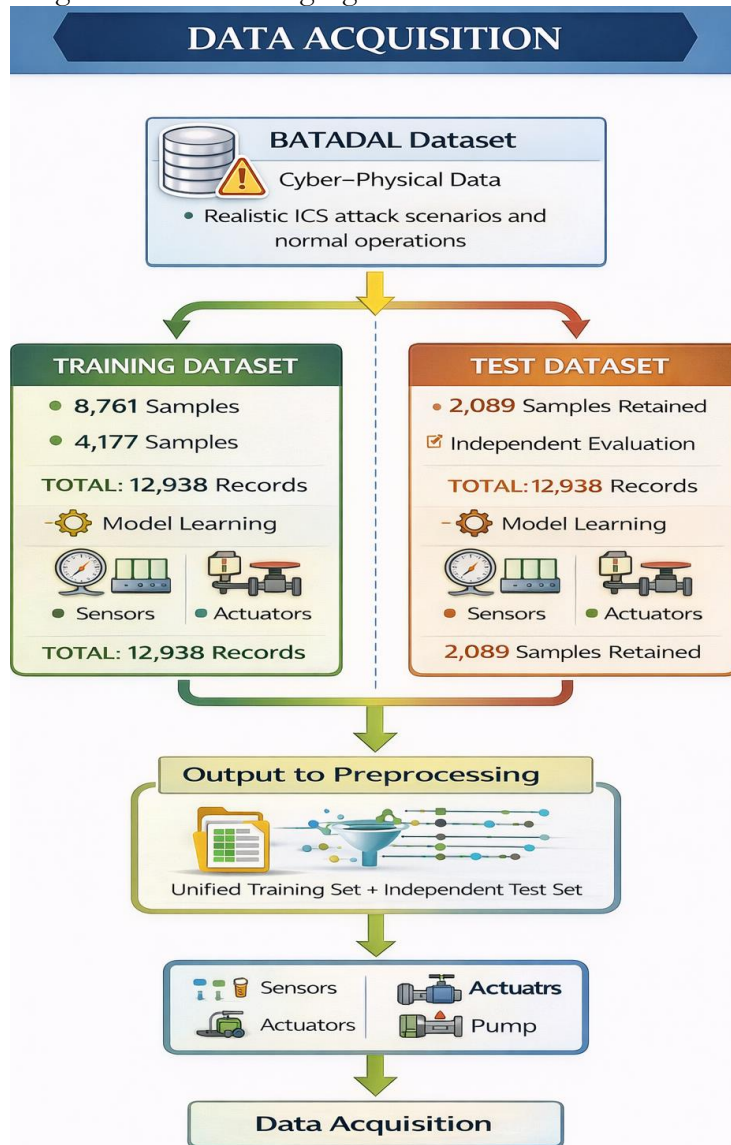 DATA ACQUISITION
BATADAL Dataset
Cyber–Physical Data
• Realistic ICS attack scenarios and
normal operations
TRAINING DATASET
• 8,761 Samples
• 4,177 Samples
TOTAL: 12,938 Records
Model Learning
• Sensors
• Actuators
TOTAL: 12,938 Records
TEST DATASET
• 2,089 Samples Retained
Independent Evaluation
TOTAL: 12,938 Records
Model Learning
• Sensors
• Actuators
2,089 Samples Retained
Output to Preprocessing
Unified Training Set + Independent Test Set
Sensors
Actuatrs
Actuators
Pump
Data Acquisition